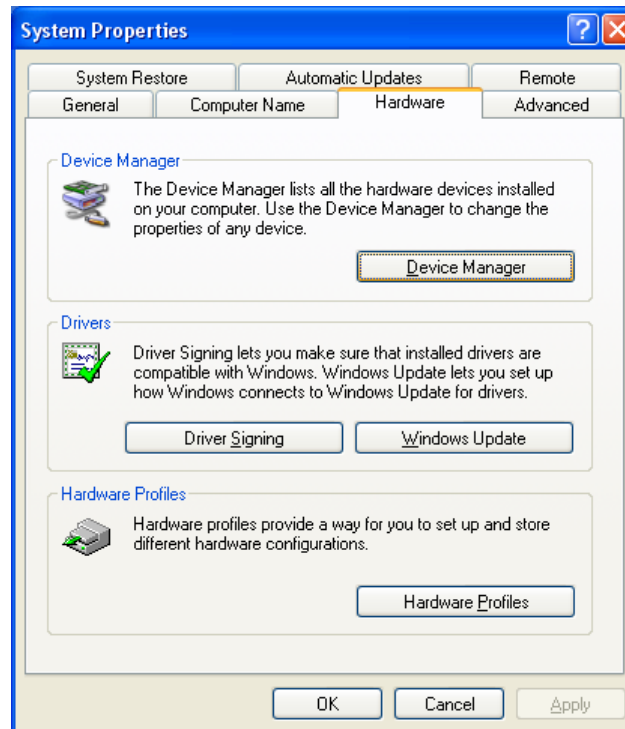 System Properties
System Restore Automatic Updates Remote
General Computer Name Hardware Advanced
Device Manager
The Device Manager lists all the hardware devices installed
on your computer. Use the Device Manager to change the
properties of any device.
Device Manager
Drivers
Driver Signing lets you make sure that installed drivers are
compatible with Windows. Windows Update lets you set up
how Windows connects to Windows Update for drivers.
Driver Signing Windows Update
Hardware Profiles
Hardware profiles provide a way for you to set up and store
different hardware configurations.
Hardware Profiles
OK Cancel Apply